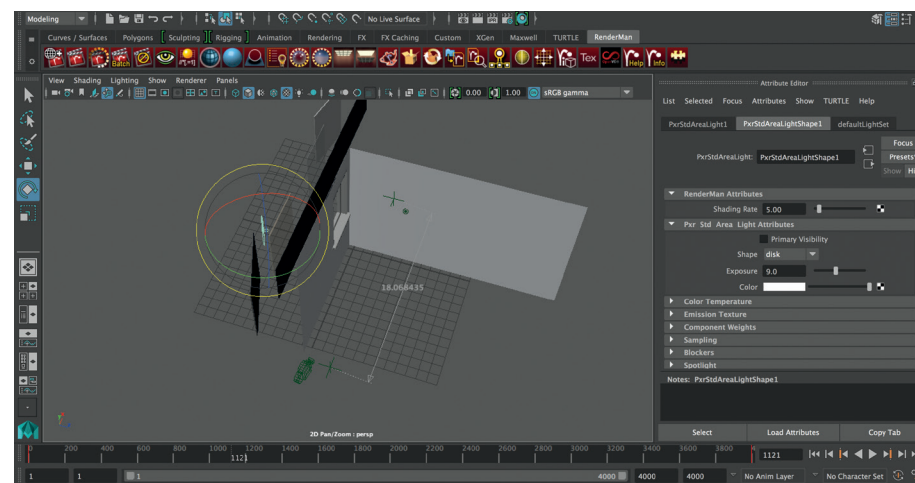 Modeling No Live Surface
Curves / Surfaces Polygons Sculpting Rigging Animation Rendering FX FX Caching Custom XGen Maxwell TURTLE RenderMan
Batch Tex Help Info
View Shading Lighting Show Renderer Panels
0.00 1.00 sRGB gamma
18.068435
2D Pan/Zoom : persp
Attribute Editor
List Selected Focus Attributes Show TURTLE Help
PxrStdAreaLight1 PxrStdAreaLightShape1 defaultLightSet
Focus
PxrStdAreaLight: PxrStdAreaLightShape1 Presets
Show Hi
RenderMan Attributes
Shading Rate 5.00
Pxr Std Area Light Attributes
Primary Visibility
Shape disk
Exposure 9.0
Color
Color Temperature
Emission Texture
Component Weights
Sampling
Blockers
Spotlight
Notes: PxrStdAreaLightShape1
Select Load Attributes Copy Tab
200 400 600 800 1000 1200 1400 1600 1800 2000 2200 2400 2600 2800 3000 3200 3400 3600 3800
1121 1121
1 1 1 4000 4000 4000 No Anim Layer No Character Set